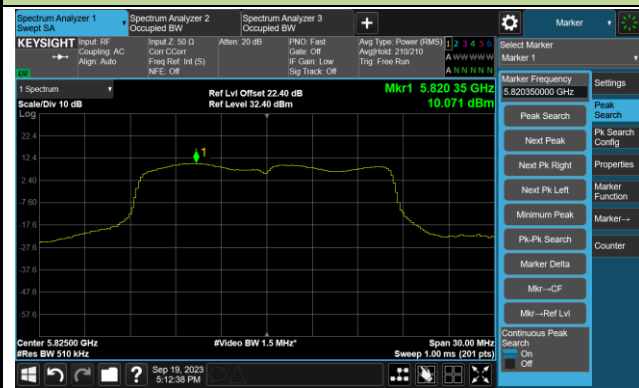 Spectrum Analyzer 1
Swept SA
Spectrum Analyzer 2
Occupied BW
Spectrum Analyzer 3
Occupied BW
Marker
KEYSIGHT
Input: RF
Coupling: AC
Align: Auto
Input Z: 50 Ω
Corr CCorr
Freq Ref: Int (S)
NFE: Off
Atten: 20 dB
PNO: Fast
Gate: Off
IF Gain: Low
Sig Track: Off
Avg Type: Power (RMS)
Avg|Hold: 210/210
Trig: Free Run
1 2 3 4 5 6
A W W W W W
A N N N N N
Select Marker
Marker 1
1 Spectrum
Scale/Div 10 dB
Log
Ref Lvl Offset 22.40 dB
Ref Level 32.40 dBm
Mkr1 5.820 35 GHz
10.071 dBm
22.4
12.4
2.40
-7.60
-17.6
-27.6
-37.6
-47.6
-57.6
1
Center 5.82500 GHz
#Res BW 510 kHz
#Video BW 1.5 MHz*
Span 30.00 MHz
Sweep 1.00 ms (201 pts)
Marker Frequency
5.820350000 GHz
Peak Search
Next Peak
Next Pk Right
Next Pk Left
Minimum Peak
Pk-Pk Search
Marker Delta
Mkr→CF
Mkr→Ref Lvl
Continuous Peak
Search
On
Off
Settings
Peak
Search
Pk Search
Config
Properties
Marker
Function
Marker→
Counter
?
Sep 19, 2023
5:12:38 PM